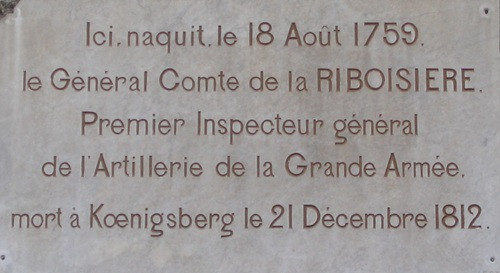 Ici. naquit. le 18 Août 1759.
le Général Comte de la RIBOISIERE.
Premier Inspecteur général
de l'Artillerie de la Grande Armée.
mort à Kœnigsberg le 21 Décembre 1812.